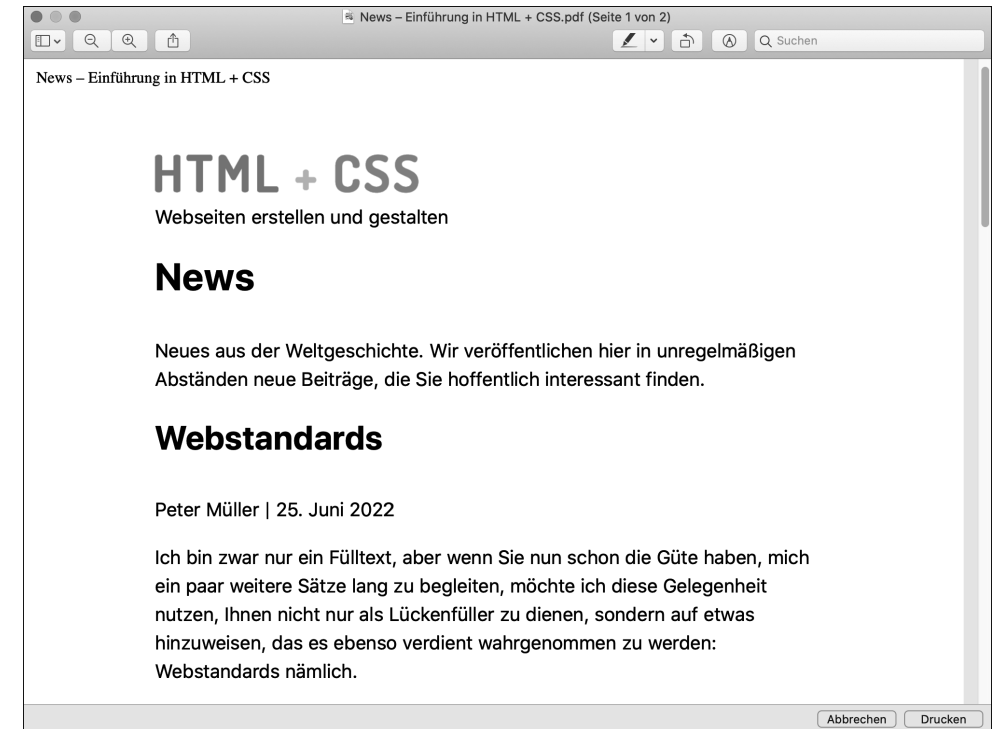 News – Einführung in HTML + CSS.pdf (Seite 1 von 2)
Suchen
News – Einführung in HTML + CSS
HTML + CSS
Webseiten erstellen und gestalten
News
Neues aus der Weltgeschichte. Wir veröffentlichen hier in unregelmäßigen
Abständen neue Beiträge, die Sie hoffentlich interessant finden.
Webstandards
Peter Müller | 25. Juni 2022
Ich bin zwar nur ein Fülltext, aber wenn Sie nun schon die Güte haben, mich
ein paar weitere Sätze lang zu begleiten, möchte ich diese Gelegenheit
nutzen, Ihnen nicht nur als Lückenfüller zu dienen, sondern auf etwas
hinzuweisen, das es ebenso verdient wahrgenommen zu werden:
Webstandards nämlich.
Abbrechen Drucken